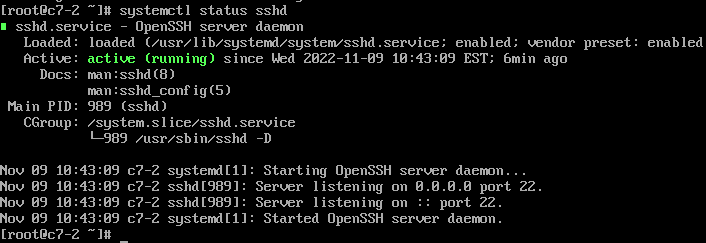 [root@c7-2 ~]# systemctl status sshd
■ sshd.service - OpenSSH server daemon
   Loaded: loaded (/usr/lib/systemd/system/sshd.service; enabled; vendor preset: enabled
   Active: active (running) since Wed 2022-11-09 10:43:09 EST; 6min ago
     Docs: man:sshd(8)
           man:sshd_config(5)
 Main PID: 989 (sshd)
   CGroup: /system.slice/sshd.service
           └─989 /usr/sbin/sshd -D

Nov 09 10:43:09 c7-2 systemd[1]: Starting OpenSSH server daemon...
Nov 09 10:43:09 c7-2 sshd[989]: Server listening on 0.0.0.0 port 22.
Nov 09 10:43:09 c7-2 sshd[989]: Server listening on :: port 22.
Nov 09 10:43:09 c7-2 systemd[1]: Started OpenSSH server daemon.
[root@c7-2 ~]#